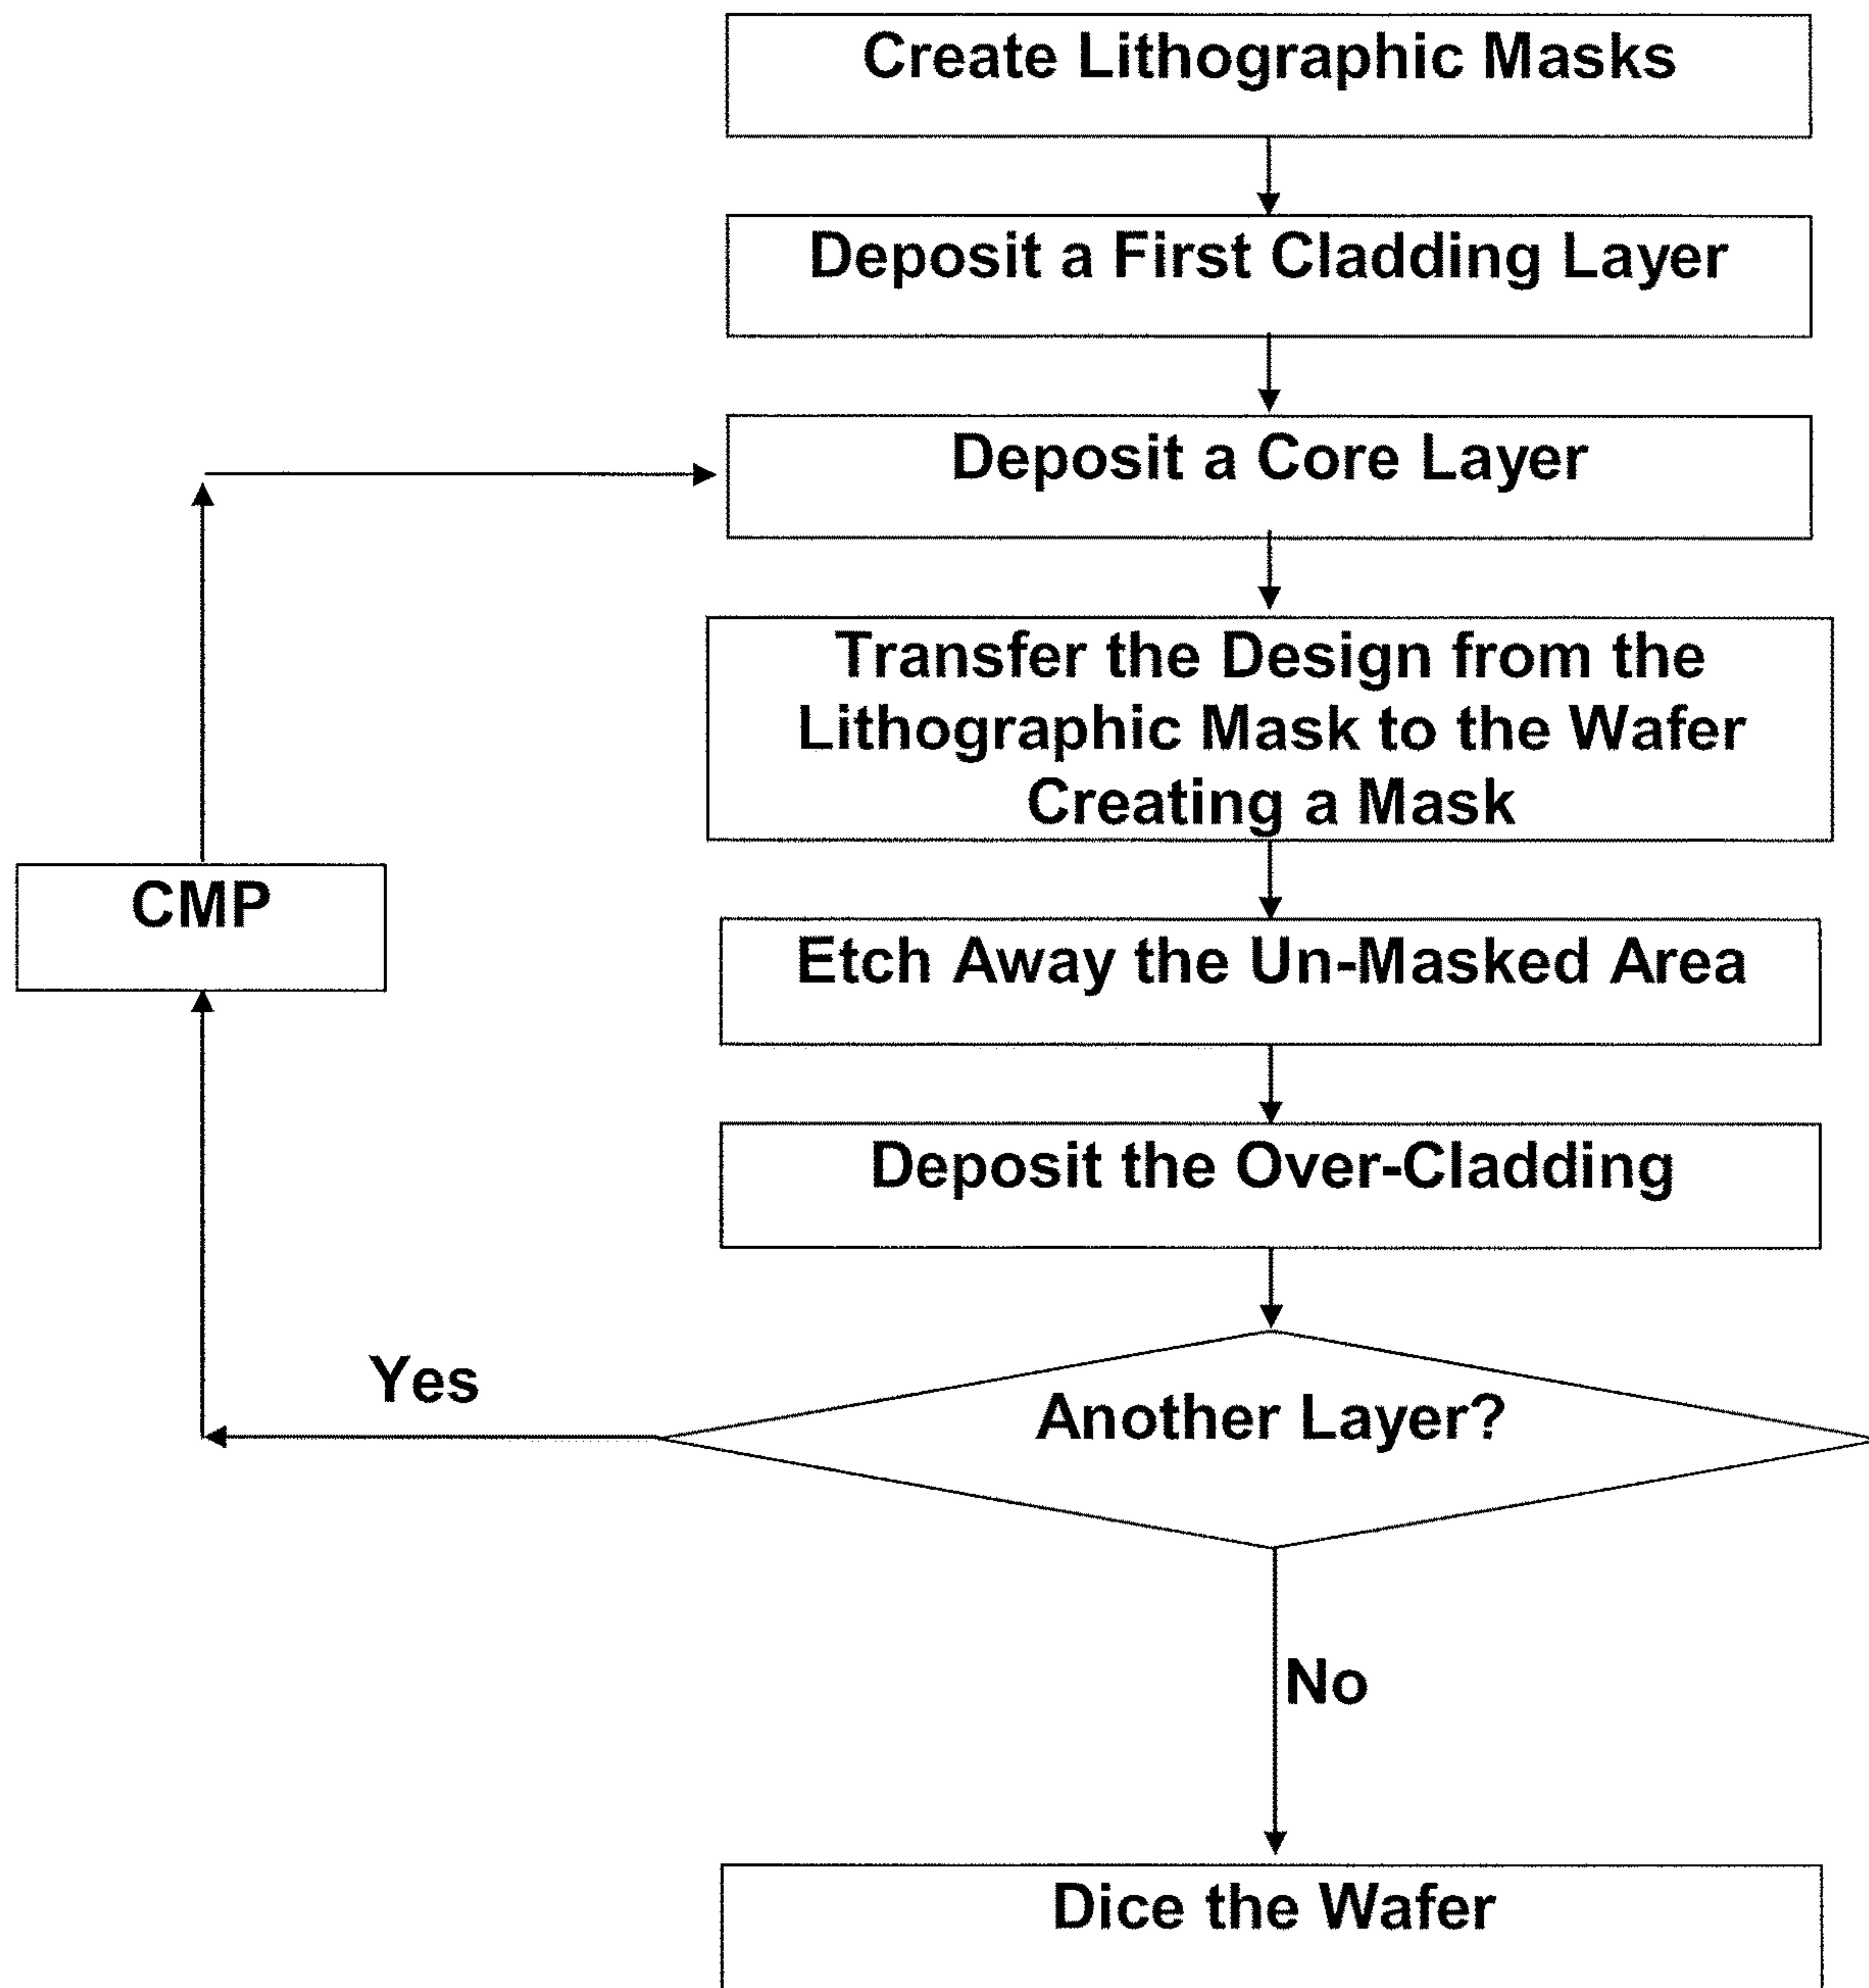 Create Lithographic Masks
Deposit a First Cladding Layer
Deposit a Core Layer
Transfer the Design from the
Lithographic Mask to the Wafer
Creating a Mask
CMP
Etch Away the Un-Masked Area
Deposit the Over-Cladding
Yes
Another Layer?
No
Dice the Wafer